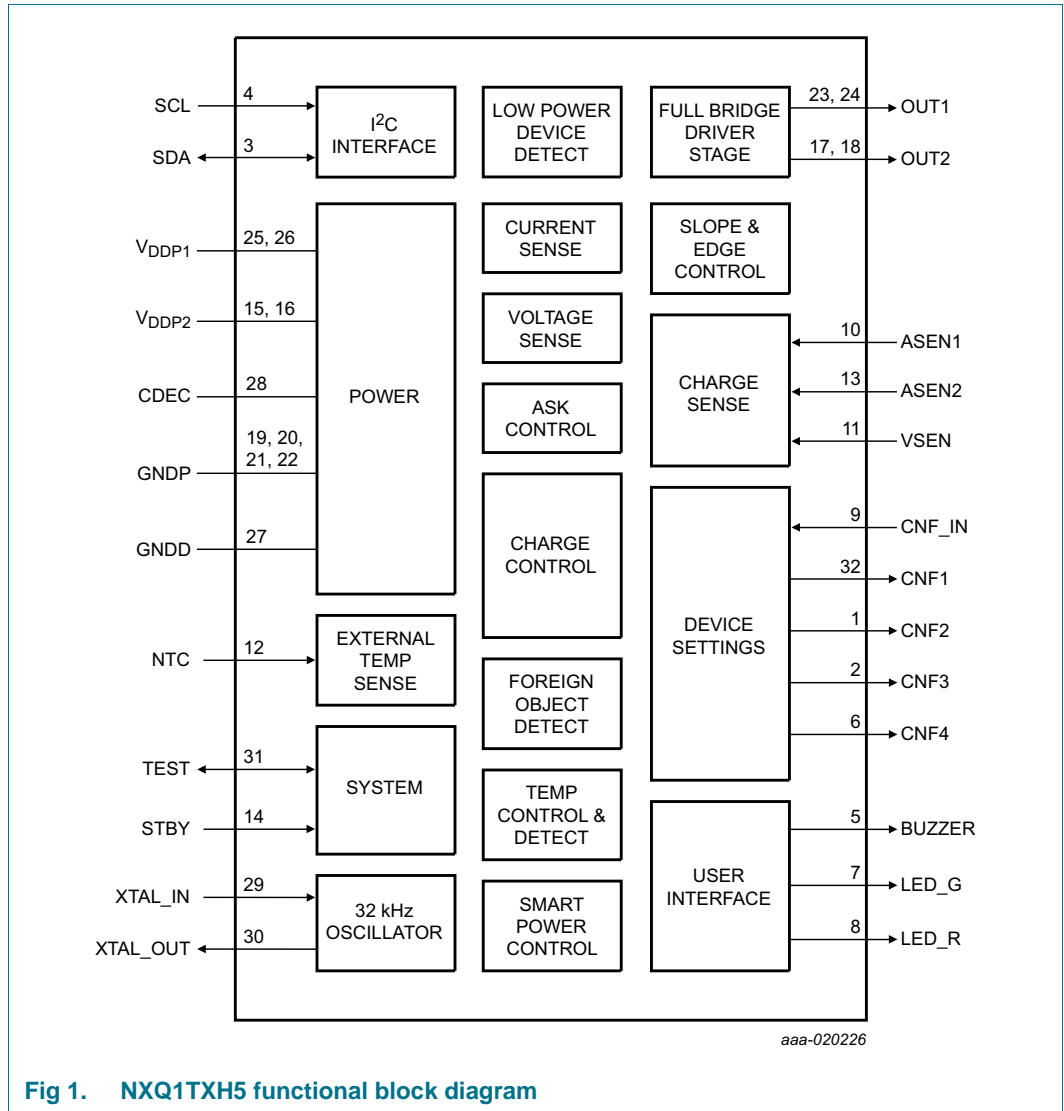 SCL
4
SDA
3
I2C
INTERFACE
LOW POWER
DEVICE
DETECT
FULL BRIDGE
DRIVER
STAGE
23, 24
OUT1
17, 18
OUT2
VDDP1
25, 26
VDDP2
15, 16
CDEC
28
GNDP
19, 20,
21, 22
GNDD
27
POWER
CURRENT
SENSE
SLOPE &
EDGE
CONTROL
VOLTAGE
SENSE
CHARGE
SENSE
10
ASEN1
13
ASEN2
11
VSEN
ASK
CONTROL
CHARGE
CONTROL
DEVICE
SETTINGS
9
CNF_IN
32
CNF1
1
CNF2
2
CNF3
6
CNF4
NTC
12
EXTERNAL
TEMP
SENSE
FOREIGN
OBJECT
DETECT
TEST
31
STBY
14
SYSTEM
TEMP
CONTROL &
DETECT
USER
INTERFACE
5
BUZZER
7
LED_G
8
LED_R
XTAL_IN
29
XTAL_OUT
30
32 kHz
OSCILLATOR
SMART
POWER
CONTROL
aaa-020226
Fig 1. NXQ1TXH5 functional block diagram